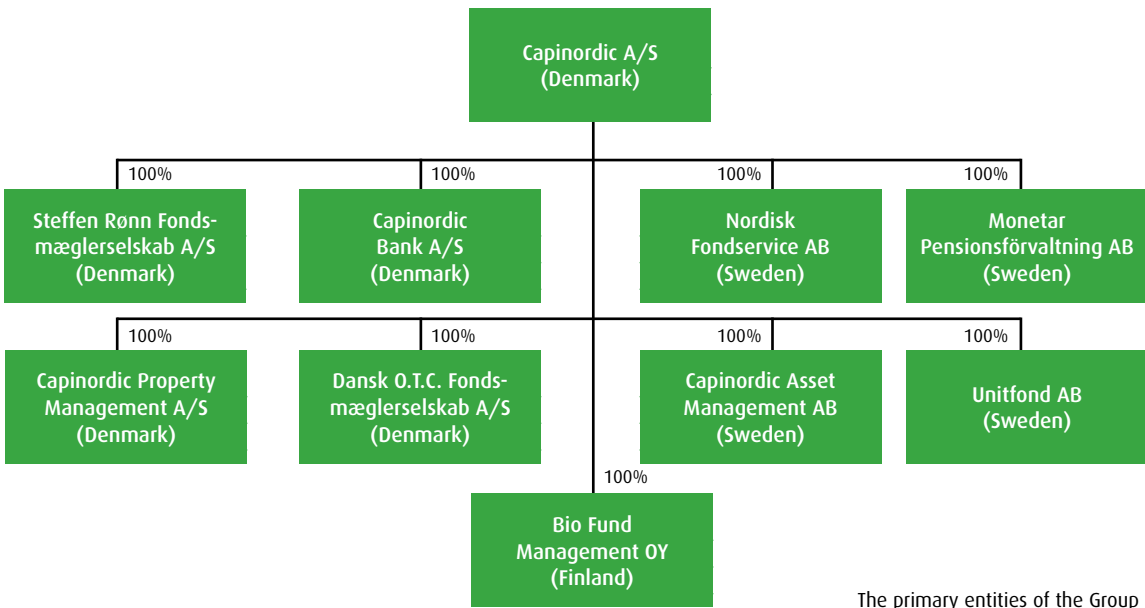 Capinordic A/S
(Denmark)
100%
100%
100%
100%
Steffen Rønn Fonds-
mæglerselskab A/S
(Denmark)
Capinordic
Bank A/S
(Denmark)
Nordisk
Fondservice AB
(Sweden)
Monetar
Pensionsförvaltning AB
(Sweden)
100%
100%
100%
100%
Capinordic Property
Management A/S
(Denmark)
Dansk O.T.C. Fonds-
mæglerselskab A/S
(Denmark)
Capinordic Asset
Management AB
(Sweden)
Unitfond AB
(Sweden)
100%
Bio Fund
Management OY
(Finland)
The primary entities of the Group